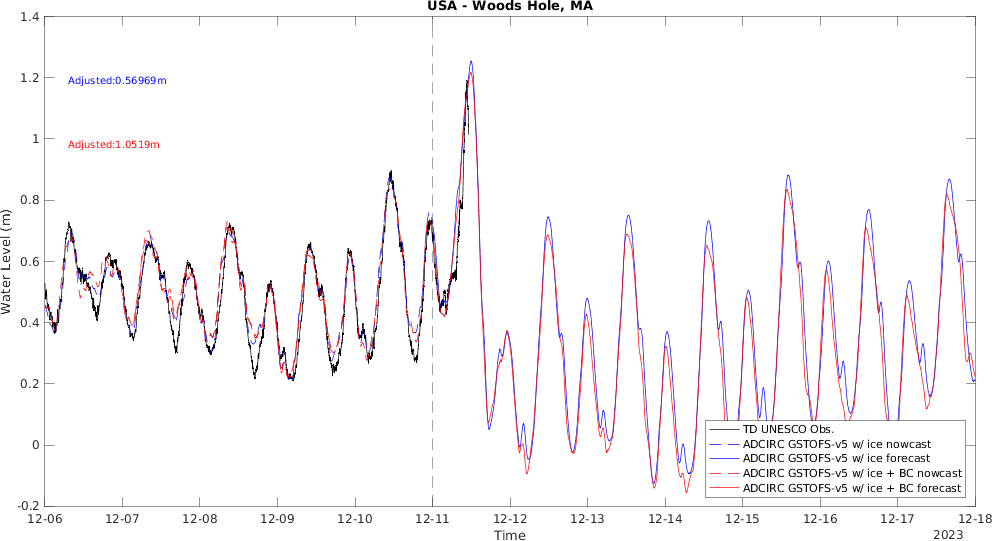 USA - Woods Hole, MA
1.4
1.2
1
0.8
0.6
0.4
0.2
0
-0.2
Water Level (m)
Adjusted:0.56969m
Adjusted:1.0519m
TD UNESCO Obs.
ADCIRC GSTOFS-v5 w/ ice nowcast
ADCIRC GSTOFS-v5 w/ ice forecast
ADCIRC GSTOFS-v5 w/ ice + BC nowcast
ADCIRC GSTOFS-v5 w/ ice + BC forecast
12-06 12-07 12-08 12-09 12-10 12-11 12-12 12-13 12-14 12-15 12-16 12-17 12-18
Time
2023